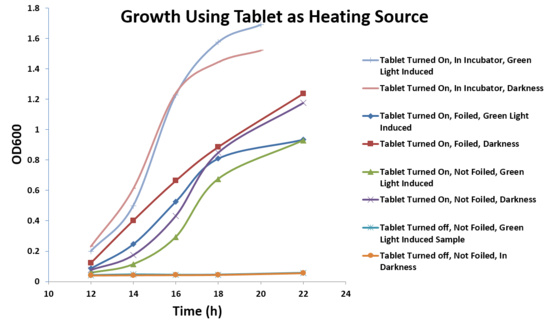 Growth Using Tablet as Heating Source
1.8
1.6
1.4
1.2
1
0.8
0.6
0.4
0.2
0
OD600
10
12
14
16
18
20
22
24
Time (h)
Tablet Turned On, In Incubator, Green
Light Induced
Tablet Turned On, In Incubator, Darkness
Tablet Turned On, Foiled, Green Light
Induced
Tablet Turned On, Foiled, Darkness
Tablet Turned On, Not Foiled, Green
Light Induced
Tablet Turned On, Not Foiled, Darkness
Tablet Turned off, Not Foiled, Green
Light Induced Sample
Tablet Turned off, Not Foiled, In
Darkness